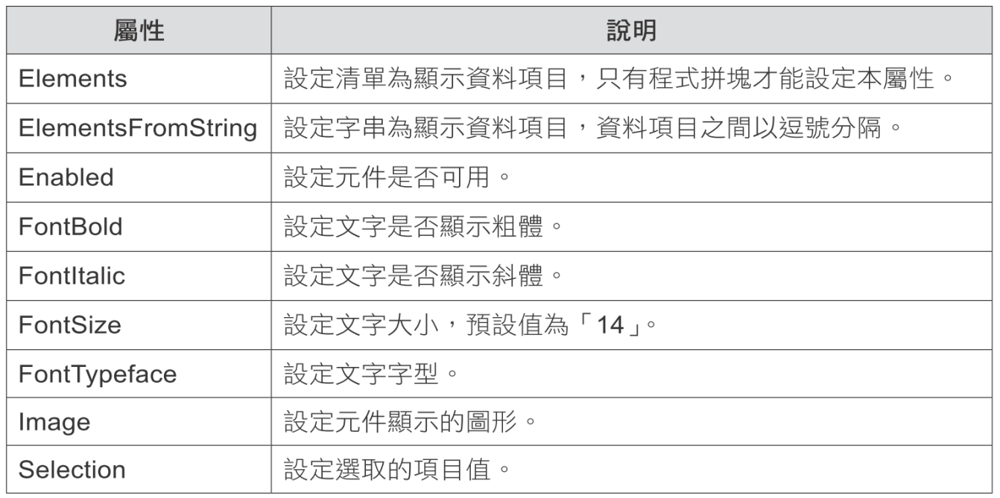 屬性 說明
Elements 設定清單為顯示資料項目，只有程式拼塊才能設定本屬性。
ElementsFromString 設定字串為顯示資料項目，資料項目之間以逗號分隔。
Enabled 設定元件是否可用。
FontBold 設定文字是否顯示粗體。
FontItalic 設定文字是否顯示斜體。
FontSize 設定文字大小，預設值為「14」。
FontTypeface 設定文字字型。
Image 設定元件顯示的圖形。
Selection 設定選取的項目值。